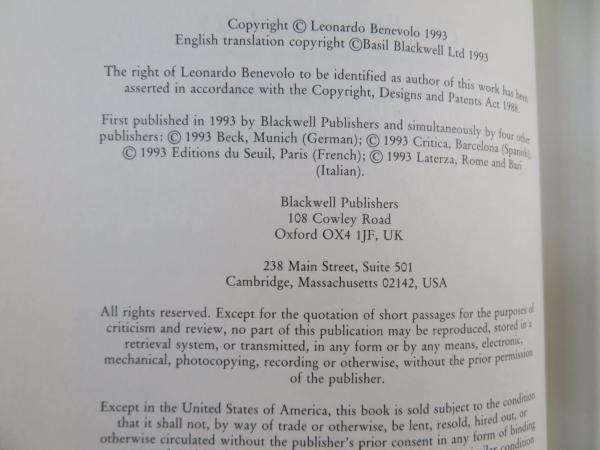 Copyright © Leonardo Benevolo 1993
English translation copyright ©Basil Blackwell Ltd 1993
The right of Leonardo Benevolo to be identified as author of this work has been
asserted in accordance with the Copyright, Designs and Patents Act 1988.
First published in 1993 by Blackwell Publishers and simultaneously by four other
publishers: © 1993 Beck, Munich (German); © 1993 Critica, Barcelona (Spanish);
© 1993 Editions du Seuil, Paris (French); © 1993 Laterza, Rome and Bari
(Italian).
Blackwell Publishers
108 Cowley Road
Oxford OX4 1JF, UK
238 Main Street, Suite 501
Cambridge, Massachusetts 02142, USA
All rights reserved. Except for the quotation of short passages for the purposes of
criticism and review, no part of this publication may be reproduced, stored in a
retrieval system, or transmitted, in any form or by any means, electronic,
mechanical, photocopying, recording or otherwise, without the prior permission
of the publisher.
Except in the United States of America, this book is sold subject to the condition
that it shall not, by way of trade or otherwise, be lent, resold, hired out, or
otherwise circulated without the publisher's prior consent in any form of binding
condition